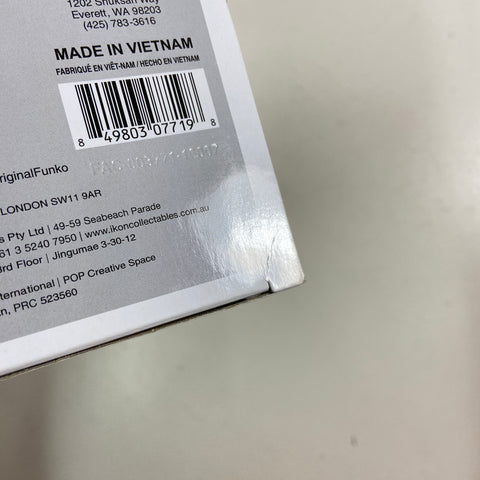 1202 Shuksan Way
Everett, WA 98203
(425) 783-3616
MADE IN VIETNAM
FABRIQUÉ EN VIÊT-NAM / HECHO EN VIETNAM
8 49803 07719 8
riginalFunko
LONDON SW11 9AR
s Pty Ltd | 49-59 Seabeach Parade
61 3 5240 7950 | www.ikoncollectables.com.au
3rd Floor | Jingumae 3-30-12
nternational | POP Creative Space
n, PRC 523560